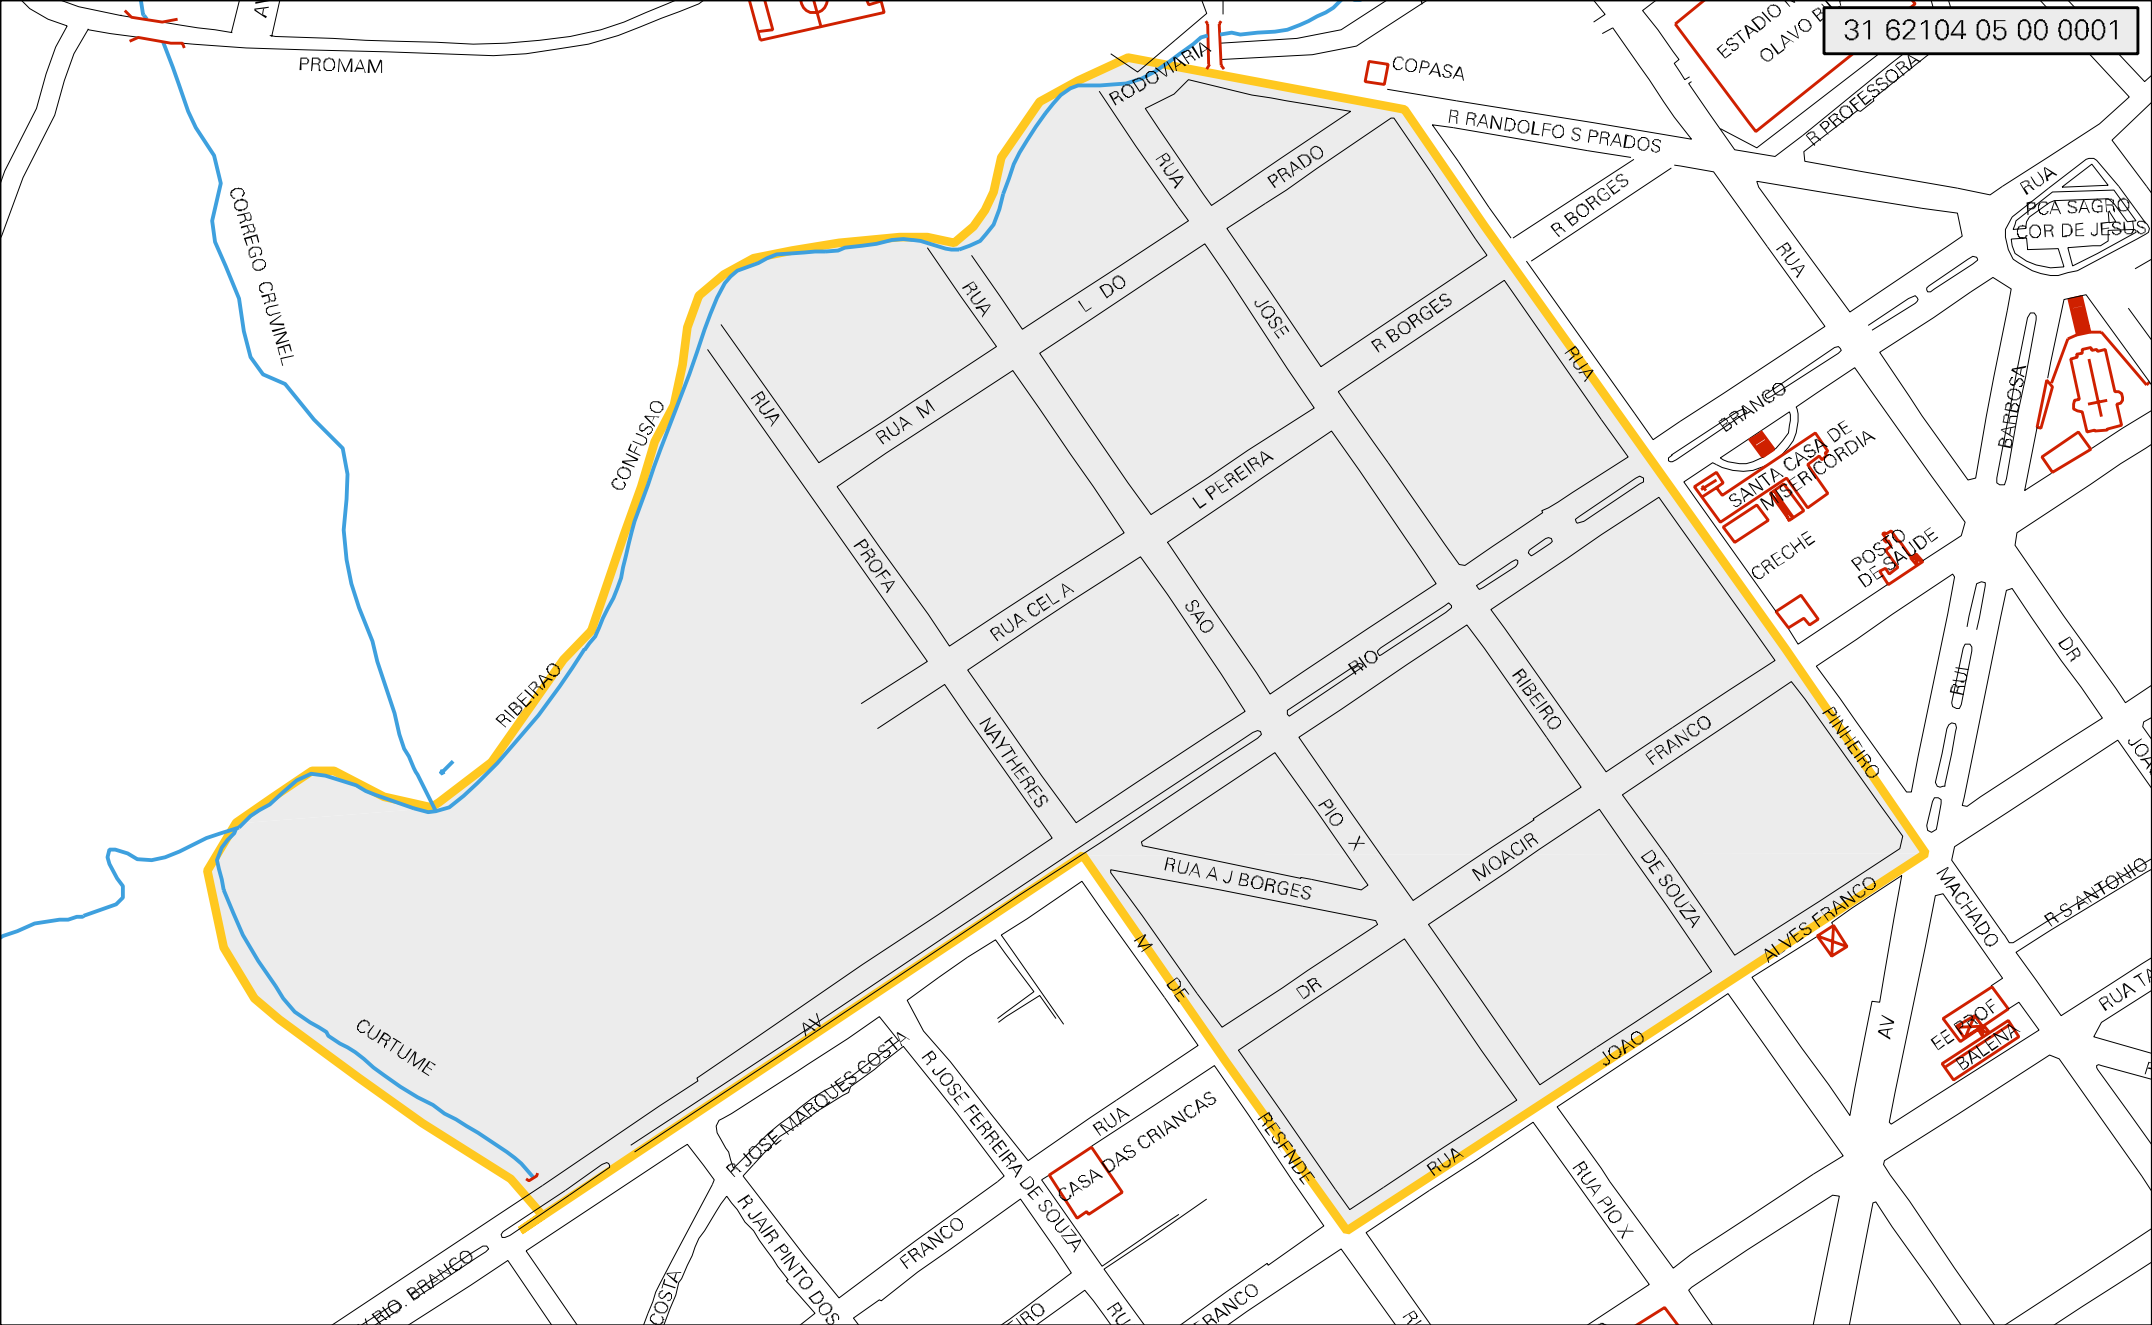 31 62104 05 00 0001
PROMAM
RODOVIARIA
COPASA
ESTADIO
OLAVO
R PROFESSORA
R RANDOLFO S PRADOS
R BORGES
RUA
PCA SAGRO
COR DE JESUS
RUA
RUA
PRADO
CORREGO CRUVINEL
RUA
L DO
JOSE
R BORGES
RUA
BRANCO
BARBOSA
SANTA CASA DE
MISERICORDIA
CRECHE
POSTO
DE SAUDE
CONFUSAO
RUA
RUA M
L PEREIRA
PROFA
RUA CEL A
SAO
RIO
RIBEIRO
FRANCO
PINHEIRO
RUI
DR
RIBEIRAO
NAYTHERES
PIO X
RUA A J BORGES
MOACIR
DE SOUZA
ALVES FRANCO
MACHADO
R S ANTONIO
M DE
DR
AV
RUA
JOAO
AV
EE PROF
BALENA
CURTUME
R JOSE MARQUES COSTA
R JOSE FERREIRA DE SOUZA
RUA
CASA DAS CRIANCAS
RESENDE
RUA
RUA PIO X
R JAIR PINTO DOS
FRANCO
RIO. BRANCO
COSTA
FRANCO